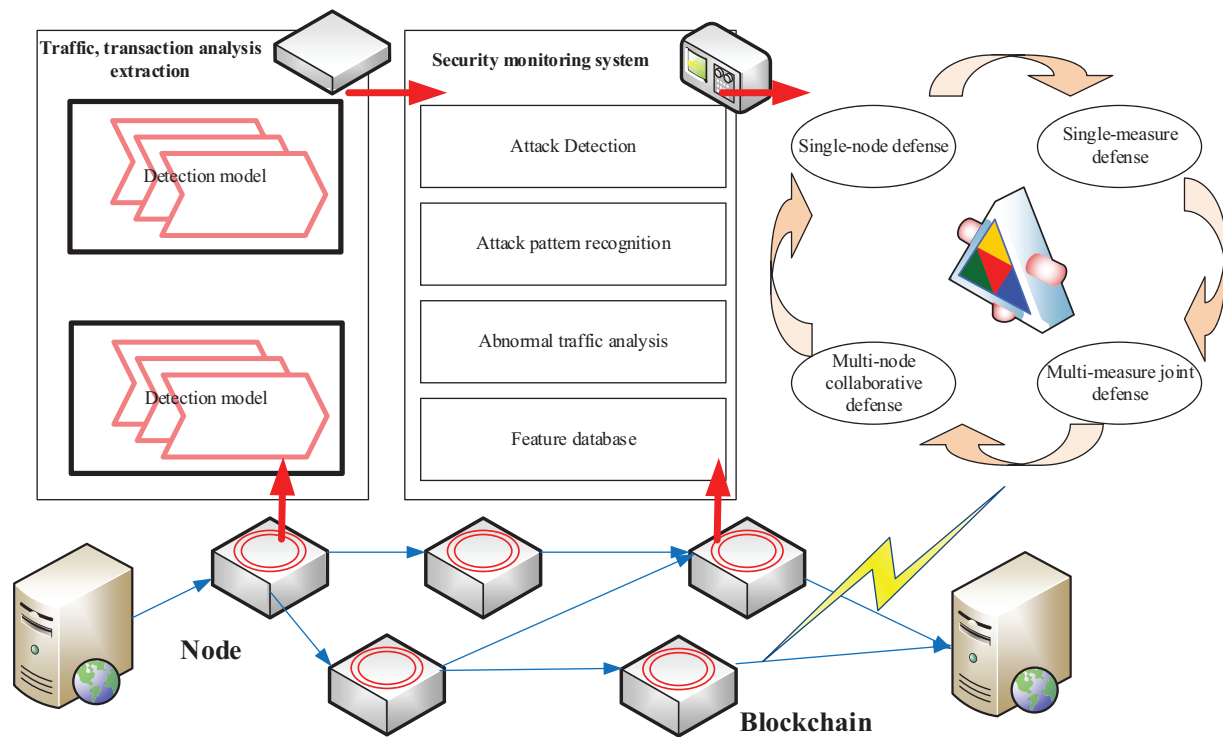 Traffic, transaction analysis
extraction
Detection model
Detection model
Security monitoring system
Attack Detection
Attack pattern recognition
Abnormal traffic analysis
Feature database
Single-node defense
Single-measure
defense
Multi-node
collaborative
defense
Multi-measure joint
defense
Node
Blockchain